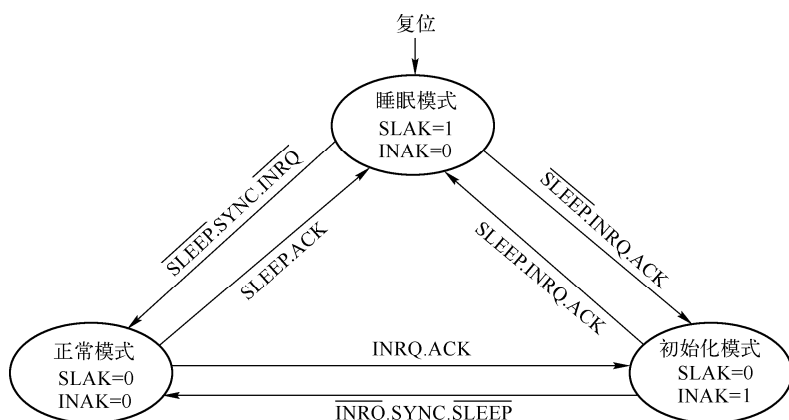 复位
睡眠模式
SLAK=1
INAK=0
SLEEP.SYNC.INRQ
SLEEP.ACK
SLEEP.INRQ.ACK
SLEEP.INRQ.ACK
正常模式
SLAK=0
INAK=0
INRQ.ACK
初始化模式
SLAK=0
INAK=1
INRQ.SYNC.SLEEP